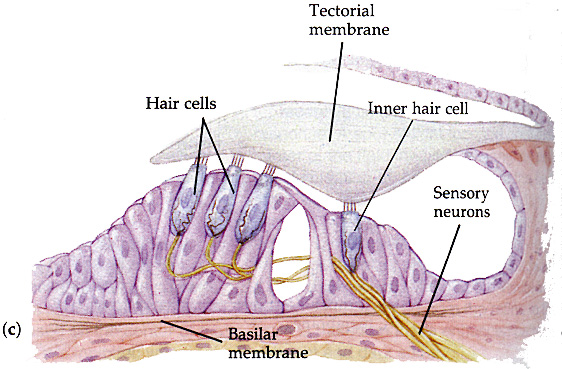 Tectorial
membrane
Hair cells
Inner hair cell
Sensory
neurons
(c)
Basilar
membrane